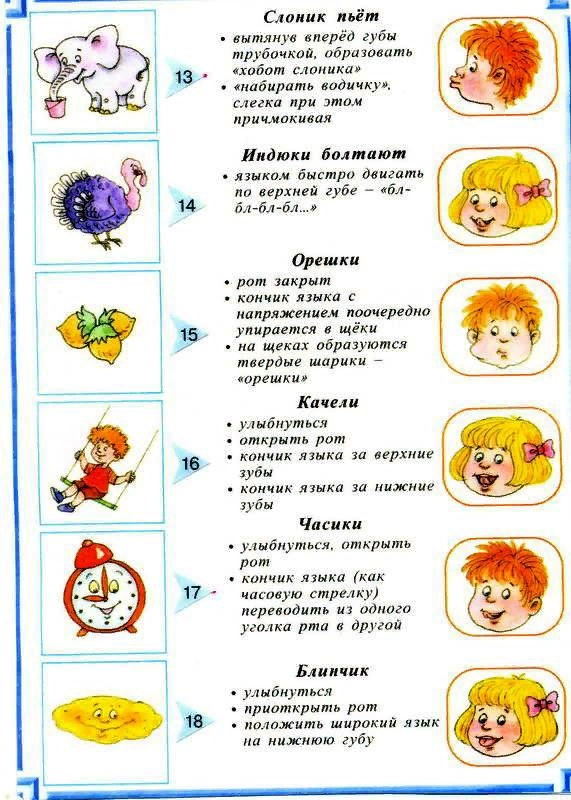 Слоник пьёт
• вытянув вперёд губы
трубочкой, образовать
«хобот слоника»
• «набирать водичку»,
слегка при этом
причмокивая
13
Индюки болтают
• языком быстро двигать
по верхней губе – «бл-
бл-бл-бл...»
14
Орешки
• рот закрыт
• кончик языка с
напряжением поочередно
упирается в щёки
• на щеках образуются
твердые шарики –
«орешки»
15
Качели
• улыбнуться
• открыть рот
• кончик языка за верхние
зубы
• кончик языка за нижние
зубы
16
Часики
• улыбнуться, открыть
рот
• кончик языка (как
часовую стрелку)
переводить из одного
уголка рта в другой
17
Блинчик
• улыбнуться
• приоткрыть рот
• положить широкий язык
на нижнюю губу
18